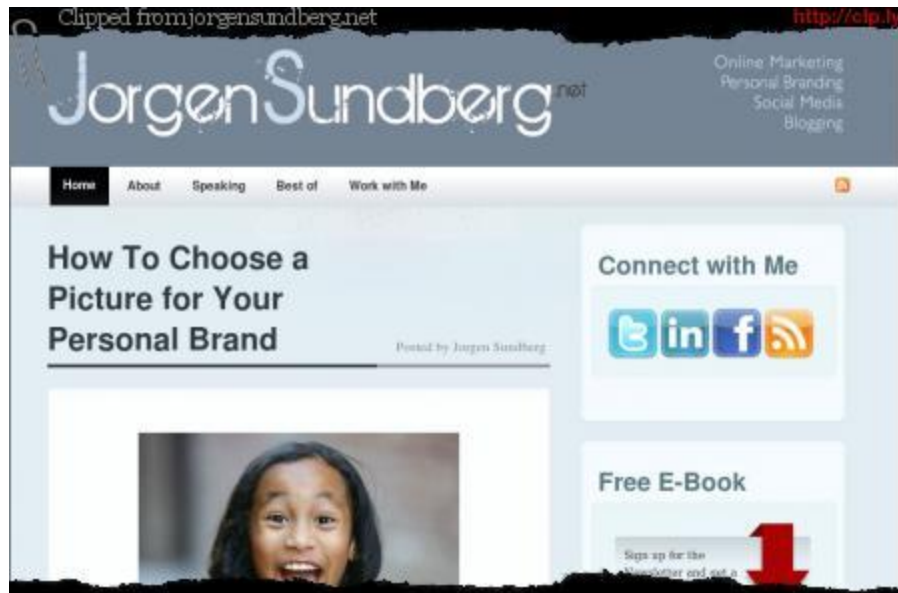 Clipped from jorgensundberg.net
http://clp.ly
JorgenSundberg.net
Online Marketing
Personal Branding
Social Media
Blogging
Home About Speaking Best of Work with Me
How To Choose a
Picture for Your
Personal Brand
Posted by Jorgen Sundberg
Connect with Me
Free E-Book
Sign up for the
Newsletter and get a